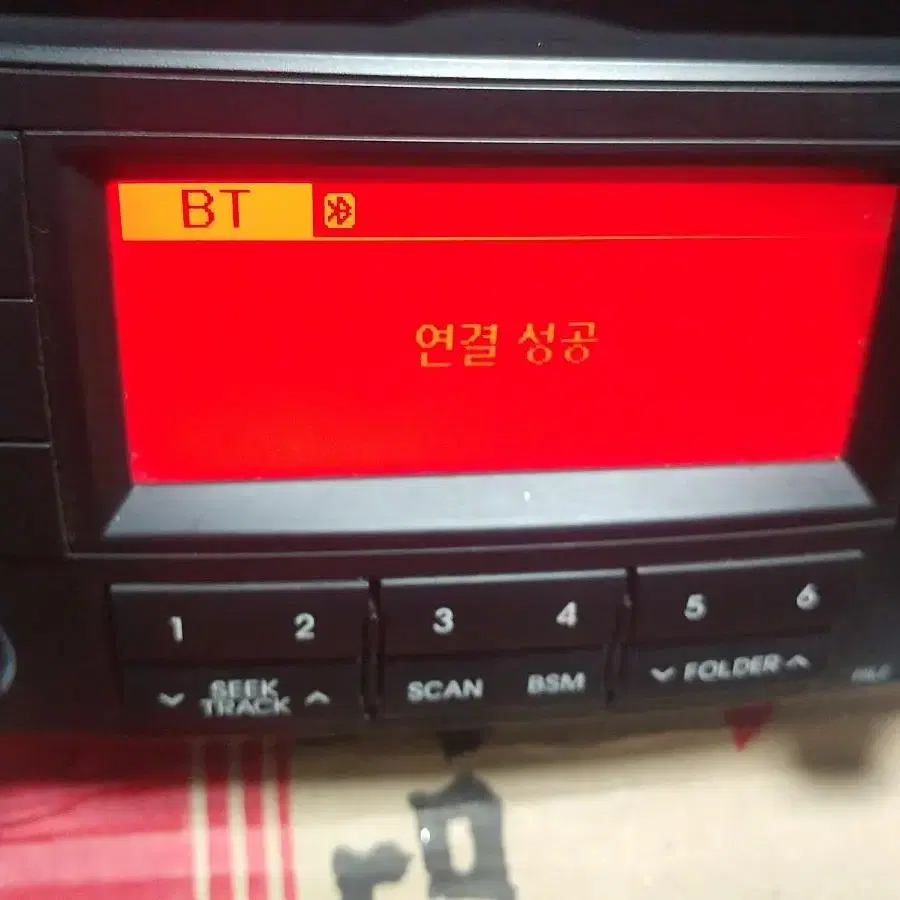 BT
연결 성공
1 2 3 4 5 6
SEEK
TRACK
SCAN BSM FOLDER